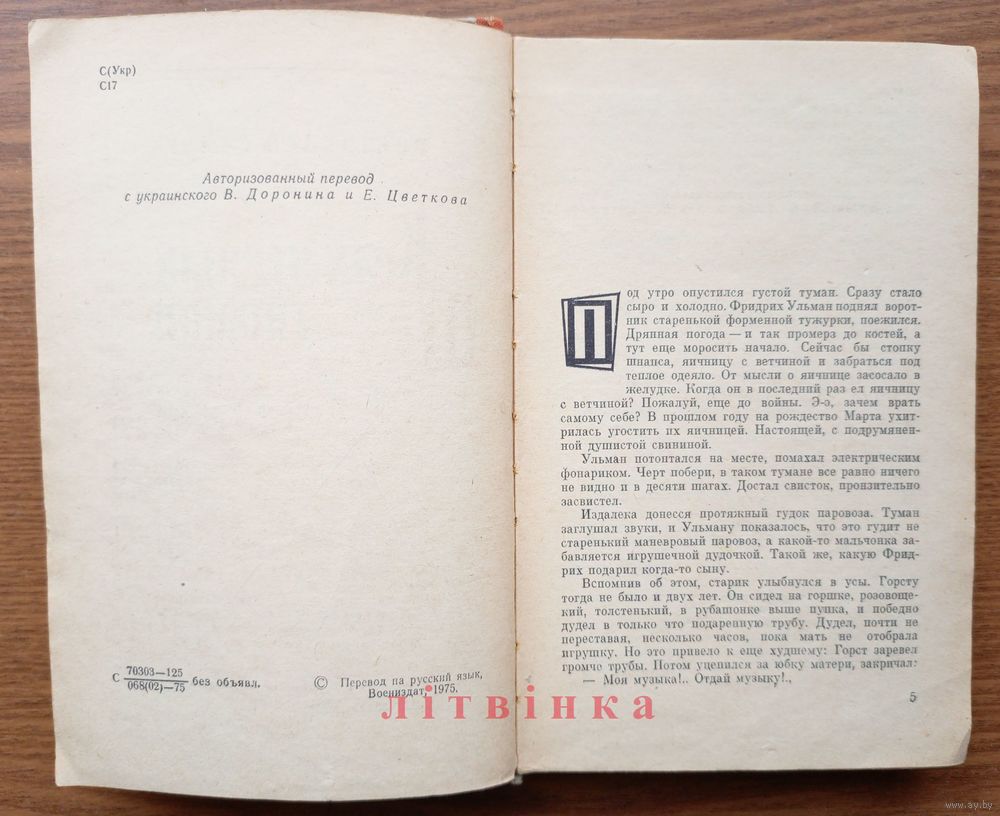 С(Укр)
С17
Авторизованный перевод
с украинского В. Доронина и Е. Цветкова
С 70303—125
068(02)—75 без объявл.
© Перевод на русский язык,
Воениздат, 1975.
Под утро опустился густой туман. Сразу стало
сыро и холодно. Фридрих Ульман поднял ворот-
ник старенькой форменной тужурки, поежился.
Дрянная погода — и так промерз до костей, а
тут еще моросить начало. Сейчас бы стопку
шнапса, яичницу с ветчиной и забраться под
теплое одеяло. От мысли о яичнице засосало в
желудке. Когда он в последний раз ел яичницу
с ветчиной? Пожалуй, еще до войны. Э-э, зачем врать
самому себе? В прошлом году на рождество Марта ухит-
рилась угостить их яичницей. Настоящей, с подрумянен-
ной душистой свининой.
Ульман потоптался на месте, помахал электрическим
фонариком. Черт побери, в таком тумане все равно ничего
не видно и в десяти шагах. Достал свисток, пронзительно
засвистел.
Издалека донесся протяжный гудок паровоза. Туман
заглушал звуки, и Ульману показалось, что это гудит не
старенький маневровый паровоз, а какой-то мальчонка за-
бавляется игрушечной дудочкой. Такой же, какую Фрид-
рих подарил когда-то сыну.
Вспомнив об этом, старик улыбнулся в усы. Горсту
тогда не было и двух лет. Он сидел на горшке, розовоще-
кий, толстенький, в рубашонке выше пупка, и победно
дудел в только что подаренную трубу. Дудел, почти не
переставая, несколько часов, пока мать не отобрала
игрушку. Но это привело к еще худшему: Горст заревел
громче трубы. Потом уцепился за юбку матери, закричал:
— Моя музыка!.. Отдай музыку!..
5
літвінка
www.ay.by